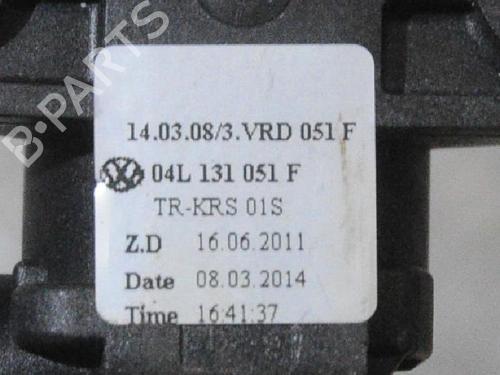 B-PARTS
14.03.08/3.VRD 051 F
04L 131 051 F
TR-KRS 01S
Z.D 16.06.2011
Date 08.03.2014
Time 16:41:37